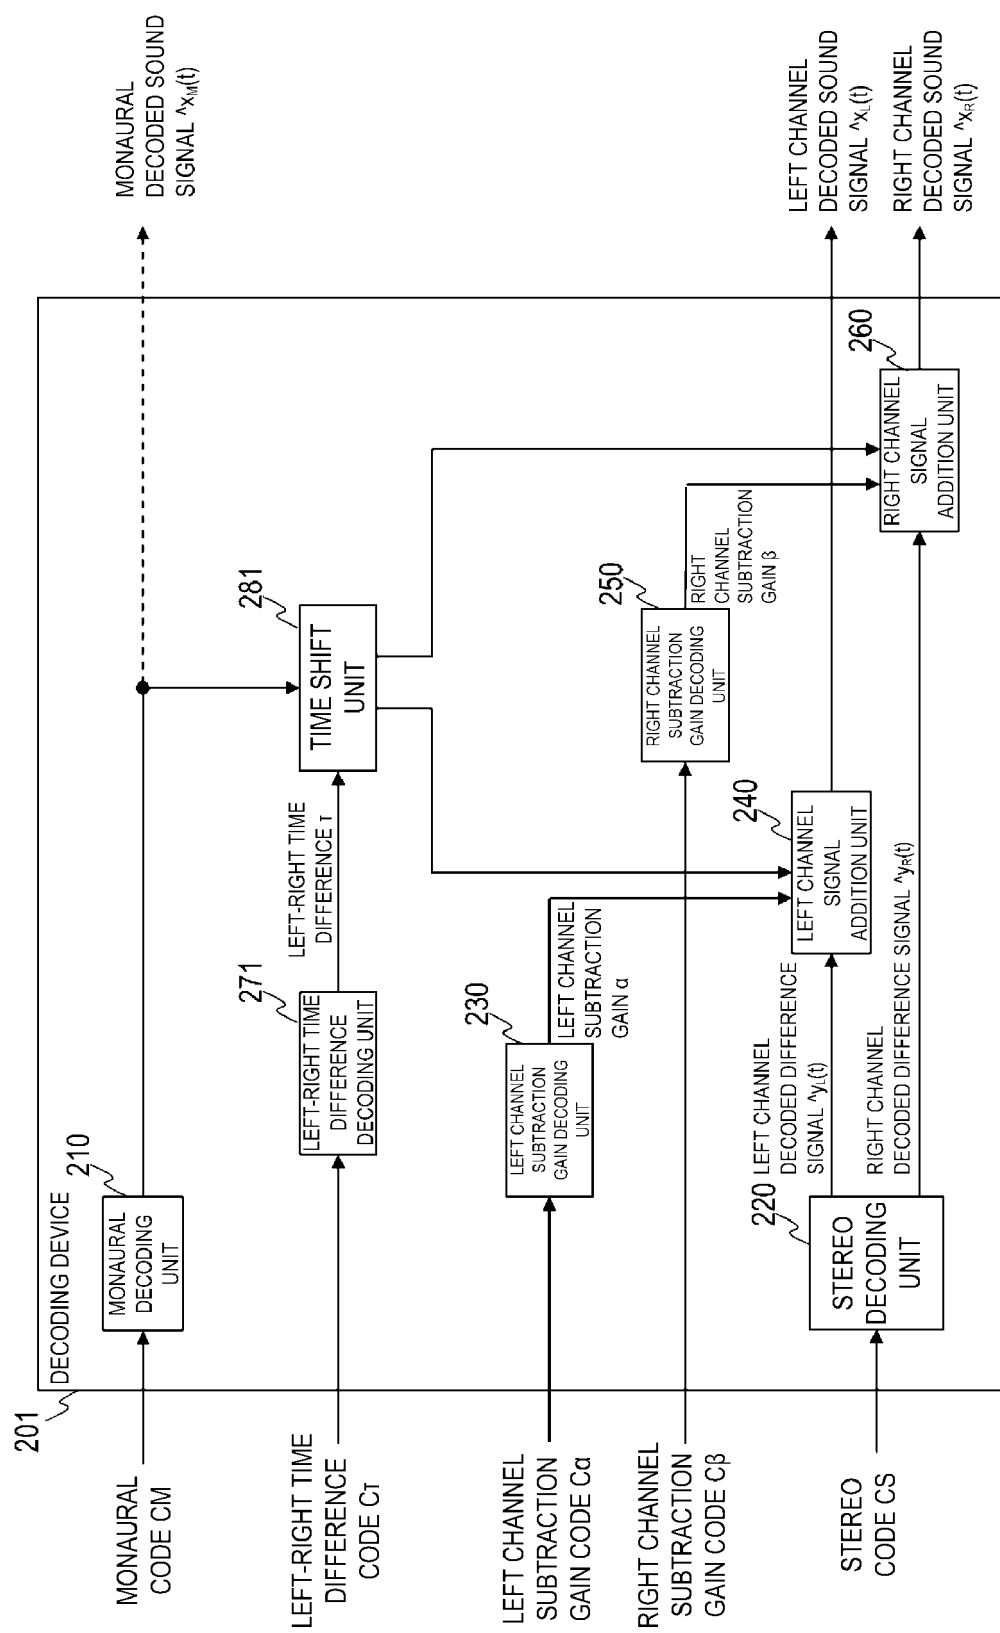 MONAURAL
DECODED SOUND
SIGNAL ^xM(t)
LEFT CHANNEL
DECODED SOUND
SIGNAL ^xL(t)
RIGHT CHANNEL
DECODED SOUND
SIGNAL ^xR(t)
201
DECODING DEVICE
210
MONAURAL
DECODING
UNIT
MONAURAL
CODE CM
281
TIME SHIFT
UNIT
LEFT-RIGHT TIME
DIFFERENCE τ
271
LEFT-RIGHT TIME
DIFFERENCE
DECODING UNIT
LEFT-RIGHT TIME
DIFFERENCE
CODE Cτ
230
LEFT CHANNEL
SUBTRACTION
GAIN DECODING
UNIT
LEFT CHANNEL
SUBTRACTION
GAIN α
LEFT CHANNEL
SUBTRACTION
GAIN CODE Cα
250
RIGHT CHANNEL
SUBTRACTION
GAIN DECODING
UNIT
RIGHT
CHANNEL
SUBTRACTION
GAIN β
RIGHT CHANNEL
SUBTRACTION
GAIN CODE Cβ
240
LEFT CHANNEL
SIGNAL
ADDITION UNIT
260
RIGHT CHANNEL
SIGNAL
ADDITION UNIT
220
STEREO
DECODING
UNIT
LEFT CHANNEL
DECODED DIFFERENCE
SIGNAL ^yL(t)
RIGHT CHANNEL
DECODED DIFFERENCE SIGNAL ^yR(t)
STEREO
CODE CS